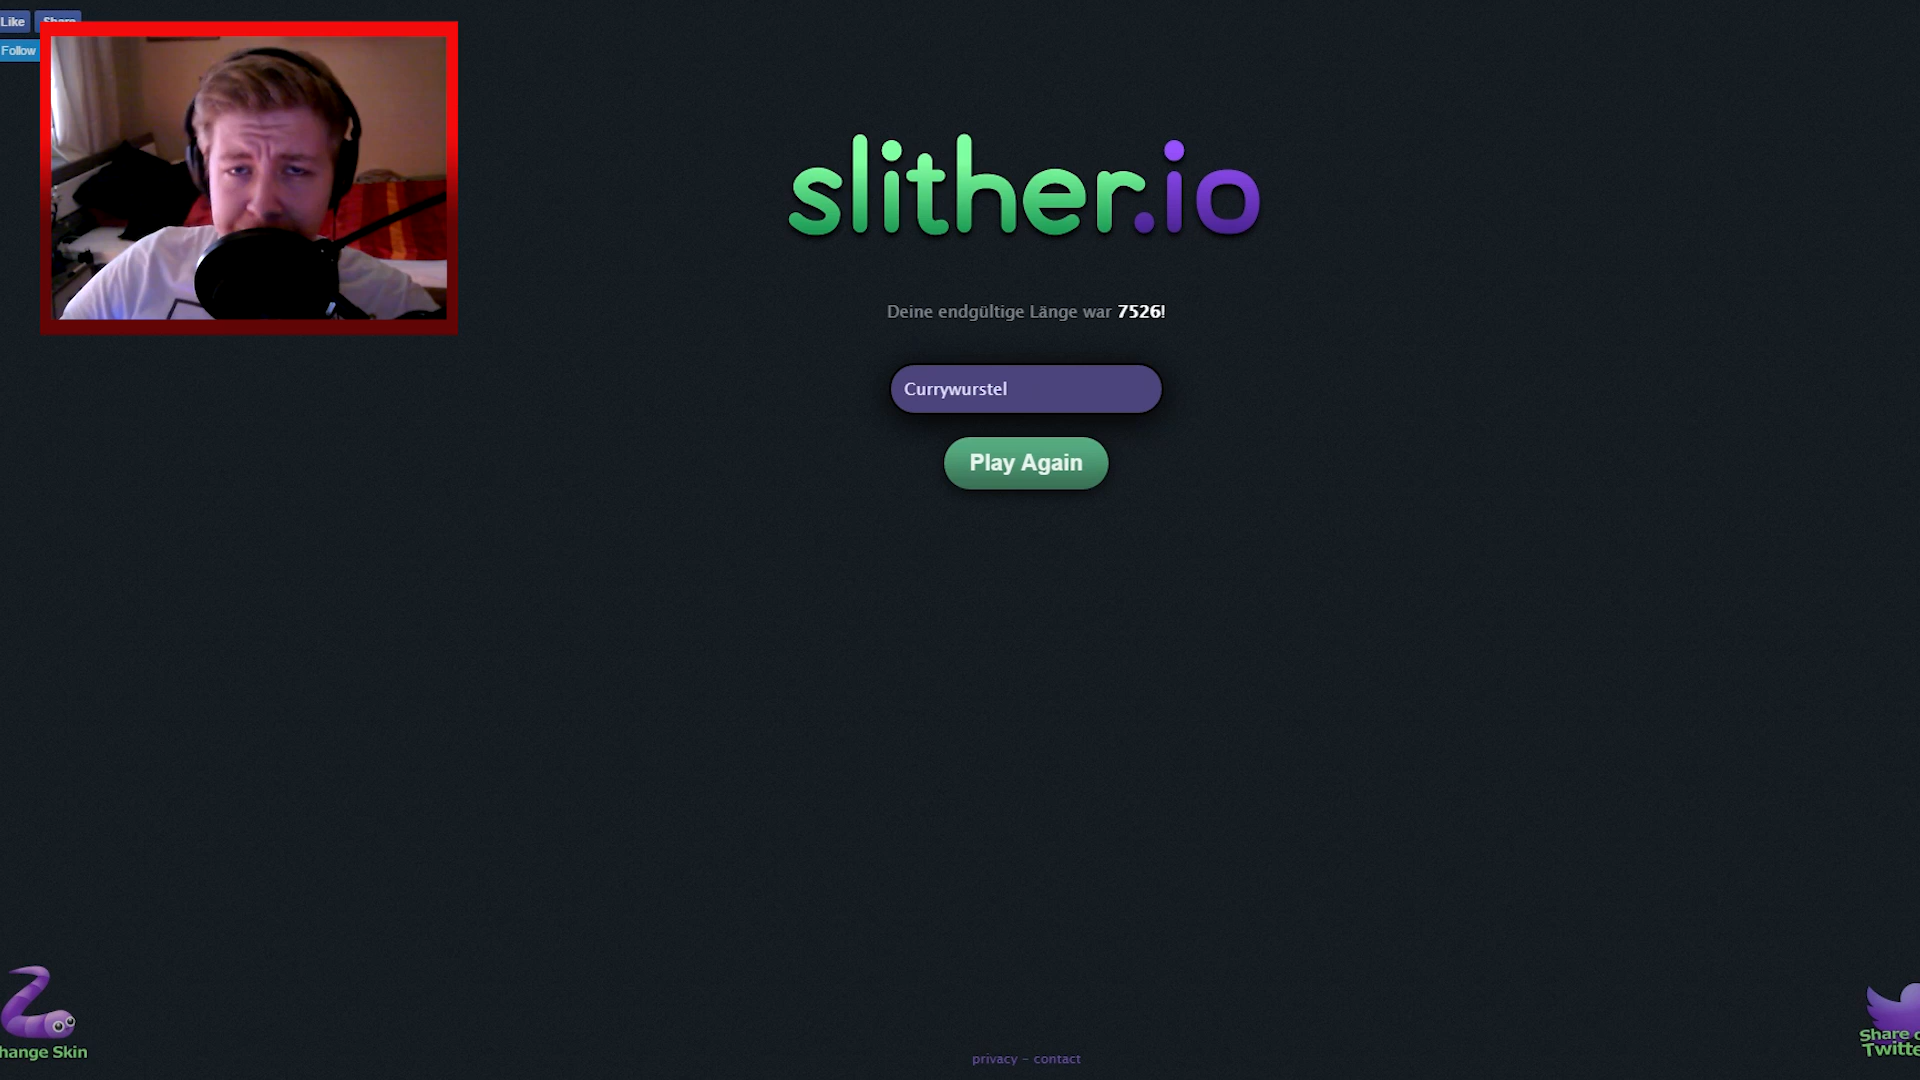 Like Share
Follow
slither.io
Deine endgültige Länge war 7526!
Currywurstel
Play Again
hange Skin
Share o
Twitte
privacy - contact